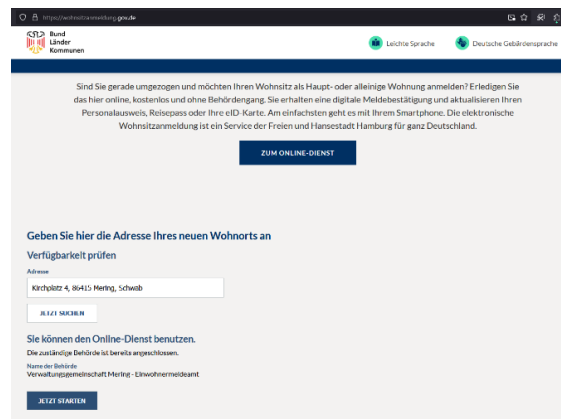 https://wohnsitzanmeldung.gov.de
Bund
Länder
Kommunen
Leichte Sprache
Deutsche Gebärdensprache
Sind Sie gerade umgezogen und möchten Ihren Wohnsitz als Haupt- oder alleinige Wohnung anmelden? Erledigen Sie
das hier online, kostenlos und ohne Behördengang. Sie erhalten eine digitale Meldebestätigung und aktualisieren Ihren
Personalausweis, Reisepass oder Ihre eID-Karte. Am einfachsten geht es mit Ihrem Smartphone. Die elektronische
Wohnsitzanmeldung ist ein Service der Freien und Hansestadt Hamburg für ganz Deutschland.
ZUM ONLINE-DIENST
Geben Sie hier die Adresse Ihres neuen Wohnorts an
Verfügbarkeit prüfen
Adresse
Kirchplatz 4, 86415 Mering, Schwab
JETZT SUCHEN
Sie können den Online-Dienst benutzen.
Die zuständige Behörde ist bereits angeschlossen.
Name der Behörde
Verwaltungsgemeinschaft Mering - Einwohnermeldeamt
JETZT STARTEN